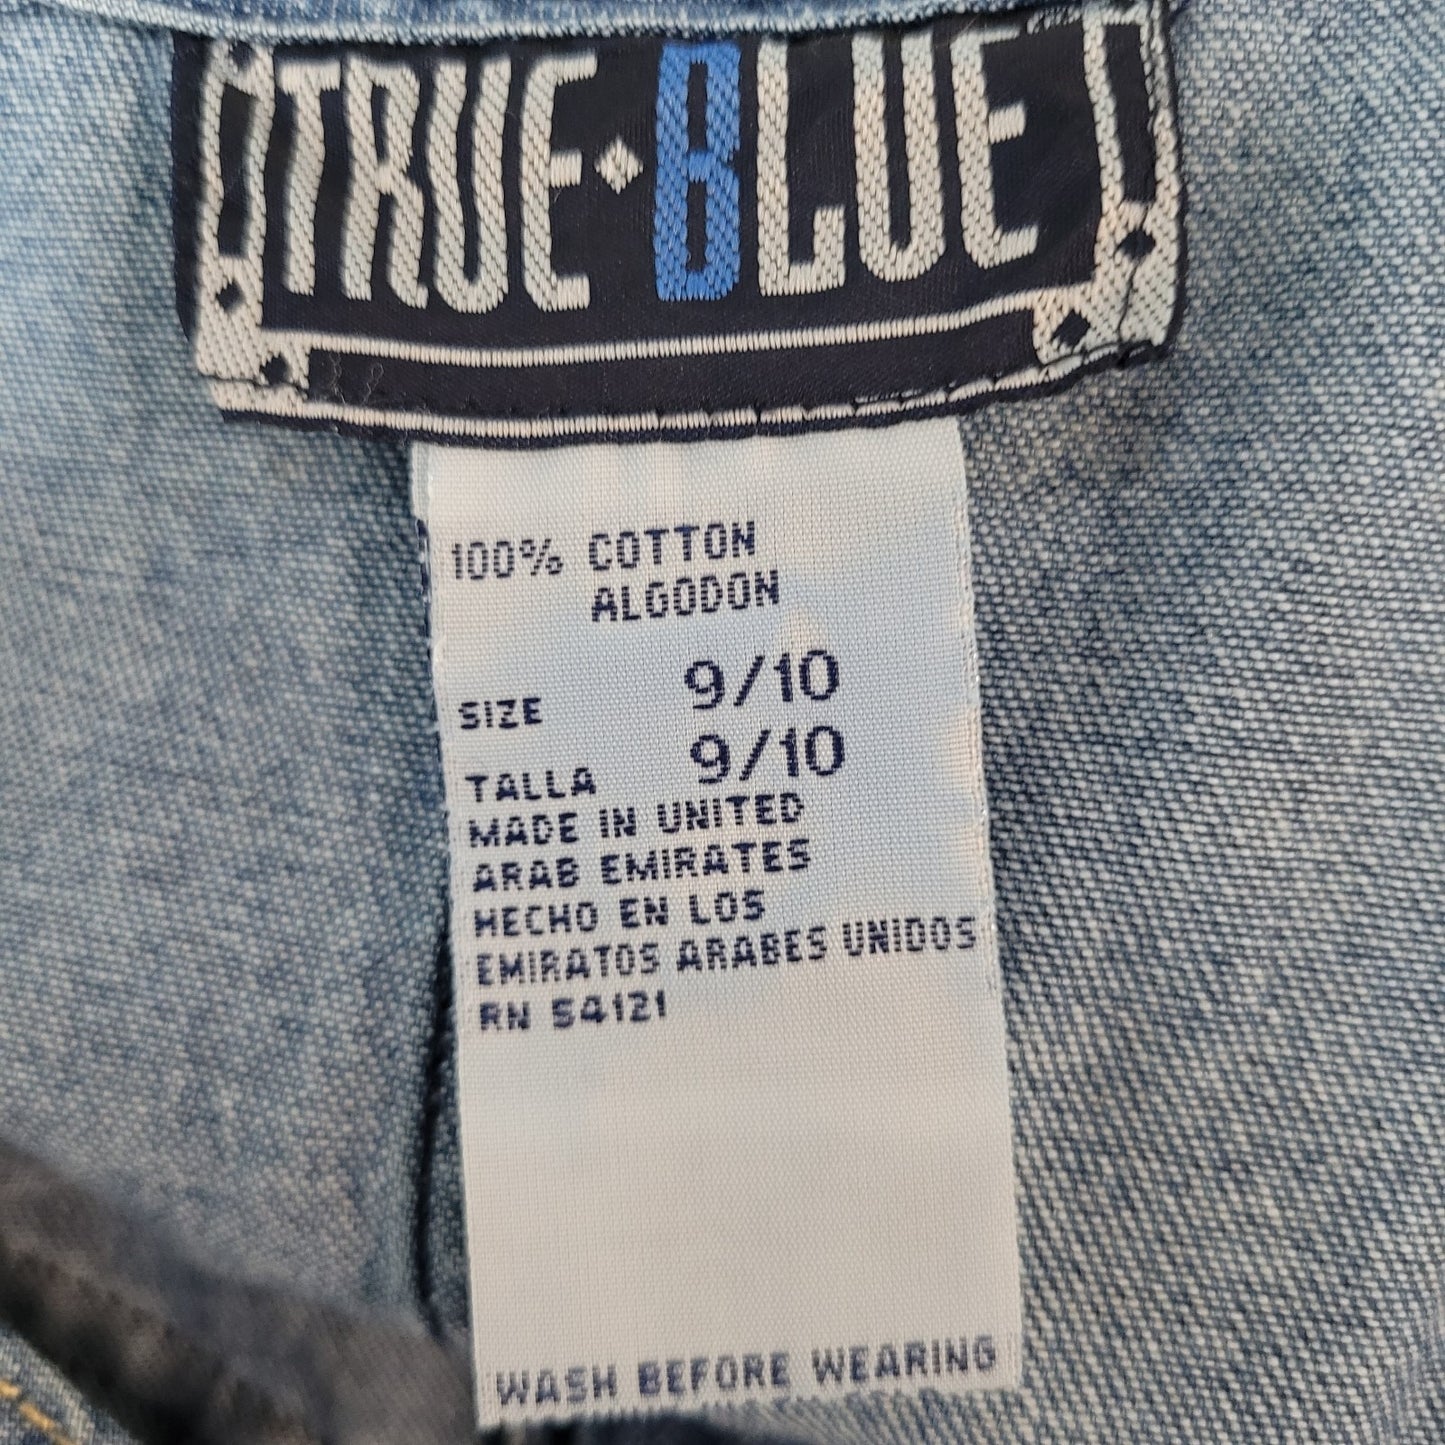 TRUE·BLUE
100% COTTON
ALGODON
SIZE 9/10
TALLA 9/10
MADE IN UNITED
ARAB EMIRATES
HECHO EN LOS
EMIRATOS ARABES UNIDOS
RN 54121
WASH BEFORE WEARING